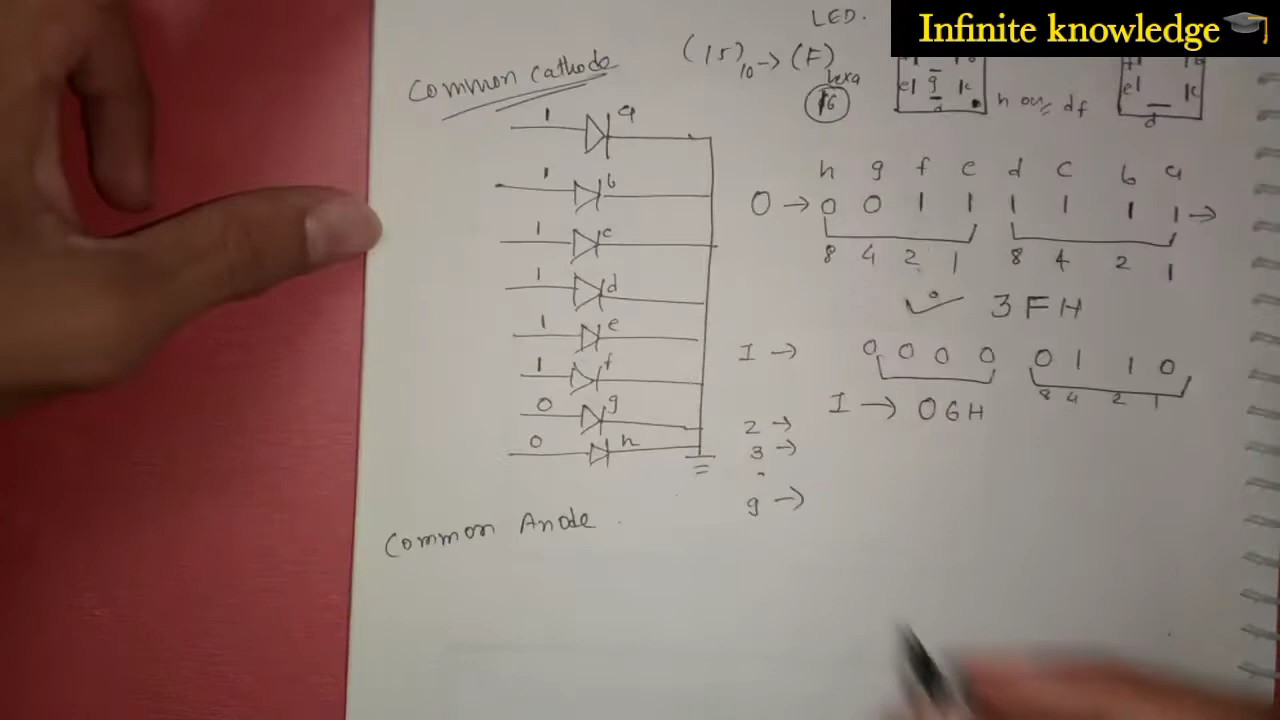 Infinite knowledge
LED.
Common Cathode
(15)10 → (F)
hexa
16
e g c
d
h or df
e c
d
1 a
1 b
1 c
1 d
1 e
1 f
0 g
0 h
h g f e d c b a
0 → 0 0 1 1 1 1 1 1 →
8 4 2 1 8 4 2 1
3FH
1 → 0 0 0 0 0 1 1 0
8 4 2 1
1 → 06H
2 →
3 →
9 →
Common Anode